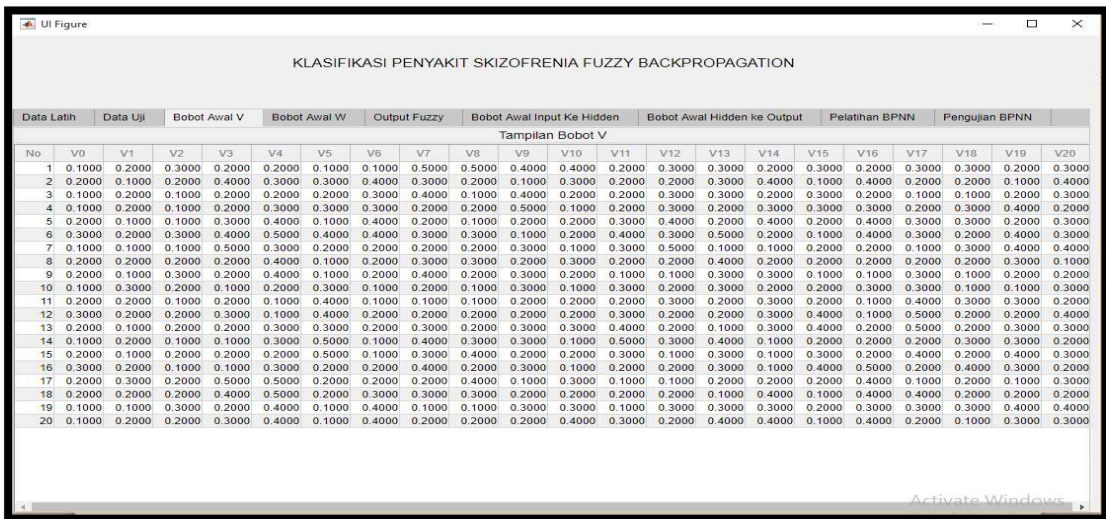 UI Figure
KLASIFIKASI PENYAKIT SKIZOFRENIA FUZZY BACKPROPAGATION
Data Latih Data Uji Bobot Awal V Bobot Awal W Output Fuzzy Bobot Awal Input Ke Hidden Bobot Awal Hidden ke Output Pelatihan BPNN Pengujian BPNN
Tampilan Bobot V
No V0 V1 V2 V3 V4 V5 V6 V7 V8 V9 V10 V11 V12 V13 V14 V15 V16 V17 V18 V19 V20
1 0.1000 0.2000 0.3000 0.2000 0.2000 0.1000 0.1000 0.5000 0.5000 0.4000 0.4000 0.2000 0.3000 0.3000 0.2000 0.1000 0.2000 0.3000 0.3000 0.2000 0.3000
2 0.2000 0.1000 0.2000 0.4000 0.3000 0.3000 0.4000 0.3000 0.2000 0.1000 0.3000 0.2000 0.2000 0.3000 0.4000 0.1000 0.4000 0.2000 0.2000 0.1000 0.4000
3 0.1000 0.2000 0.1000 0.2000 0.2000 0.2000 0.3000 0.4000 0.1000 0.4000 0.2000 0.2000 0.3000 0.3000 0.2000 0.3000 0.2000 0.1000 0.1000 0.2000 0.3000
4 0.1000 0.2000 0.1000 0.2000 0.3000 0.3000 0.3000 0.2000 0.2000 0.5000 0.1000 0.2000 0.3000 0.2000 0.3000 0.3000 0.3000 0.2000 0.3000 0.4000 0.2000
5 0.2000 0.1000 0.1000 0.3000 0.4000 0.1000 0.4000 0.2000 0.1000 0.2000 0.2000 0.3000 0.4000 0.2000 0.4000 0.2000 0.4000 0.3000 0.3000 0.2000 0.3000
6 0.3000 0.2000 0.3000 0.4000 0.5000 0.4000 0.4000 0.3000 0.3000 0.1000 0.2000 0.4000 0.3000 0.5000 0.2000 0.1000 0.4000 0.2000 0.4000 0.3000 0.2000
7 0.1000 0.1000 0.1000 0.5000 0.3000 0.2000 0.2000 0.2000 0.2000 0.3000 0.1000 0.3000 0.5000 0.1000 0.1000 0.2000 0.2000 0.1000 0.3000 0.4000 0.4000
8 0.2000 0.2000 0.2000 0.2000 0.4000 0.1000 0.2000 0.3000 0.3000 0.2000 0.3000 0.2000 0.2000 0.4000 0.2000 0.2000 0.2000 0.3000 0.2000 0.3000 0.1000
9 0.2000 0.1000 0.3000 0.2000 0.4000 0.1000 0.2000 0.4000 0.2000 0.3000 0.2000 0.1000 0.1000 0.3000 0.3000 0.1000 0.1000 0.3000 0.1000 0.2000 0.2000
10 0.1000 0.3000 0.2000 0.1000 0.2000 0.3000 0.4000 0.2000 0.3000 0.1000 0.1000 0.3000 0.2000 0.3000 0.2000 0.3000 0.2000 0.2000 0.4000 0.2000 0.3000
11 0.2000 0.2000 0.1000 0.2000 0.1000 0.4000 0.1000 0.1000 0.1000 0.2000 0.2000 0.3000 0.4000 0.2000 0.3000 0.2000 0.1000 0.4000 0.3000 0.3000 0.2000
12 0.3000 0.2000 0.2000 0.3000 0.1000 0.4000 0.2000 0.2000 0.2000 0.2000 0.4000 0.2000 0.3000 0.2000 0.3000 0.4000 0.1000 0.5000 0.2000 0.2000 0.4000
13 0.2000 0.1000 0.2000 0.2000 0.3000 0.3000 0.2000 0.3000 0.2000 0.3000 0.3000 0.4000 0.2000 0.1000 0.3000 0.4000 0.2000 0.5000 0.2000 0.3000 0.3000
14 0.1000 0.2000 0.1000 0.1000 0.3000 0.5000 0.1000 0.4000 0.3000 0.3000 0.1000 0.5000 0.3000 0.4000 0.1000 0.2000 0.4000 0.3000 0.4000 0.3000 0.2000
15 0.2000 0.1000 0.2000 0.2000 0.2000 0.5000 0.1000 0.3000 0.4000 0.2000 0.2000 0.3000 0.1000 0.3000 0.1000 0.3000 0.4000 0.2000 0.2000 0.4000 0.3000
16 0.3000 0.2000 0.1000 0.1000 0.3000 0.2000 0.4000 0.2000 0.3000 0.1000 0.2000 0.1000 0.2000 0.3000 0.1000 0.4000 0.5000 0.2000 0.4000 0.3000 0.2000
17 0.2000 0.3000 0.2000 0.5000 0.5000 0.2000 0.2000 0.2000 0.4000 0.1000 0.3000 0.1000 0.1000 0.2000 0.2000 0.2000 0.4000 0.1000 0.2000 0.1000 0.3000
18 0.2000 0.2000 0.2000 0.4000 0.5000 0.2000 0.3000 0.3000 0.3000 0.2000 0.2000 0.2000 0.2000 0.1000 0.4000 0.4000 0.1000 0.4000 0.1000 0.2000 0.3000
19 0.1000 0.1000 0.3000 0.2000 0.4000 0.1000 0.4000 0.1000 0.1000 0.3000 0.3000 0.1000 0.3000 0.3000 0.3000 0.2000 0.3000 0.3000 0.3000 0.4000 0.4000
20 0.1000 0.2000 0.2000 0.3000 0.4000 0.1000 0.4000 0.2000 0.2000 0.2000 0.4000 0.3000 0.2000 0.4000 0.4000 0.1000 0.4000 0.2000 0.1000 0.3000 0.3000
Activate Windows